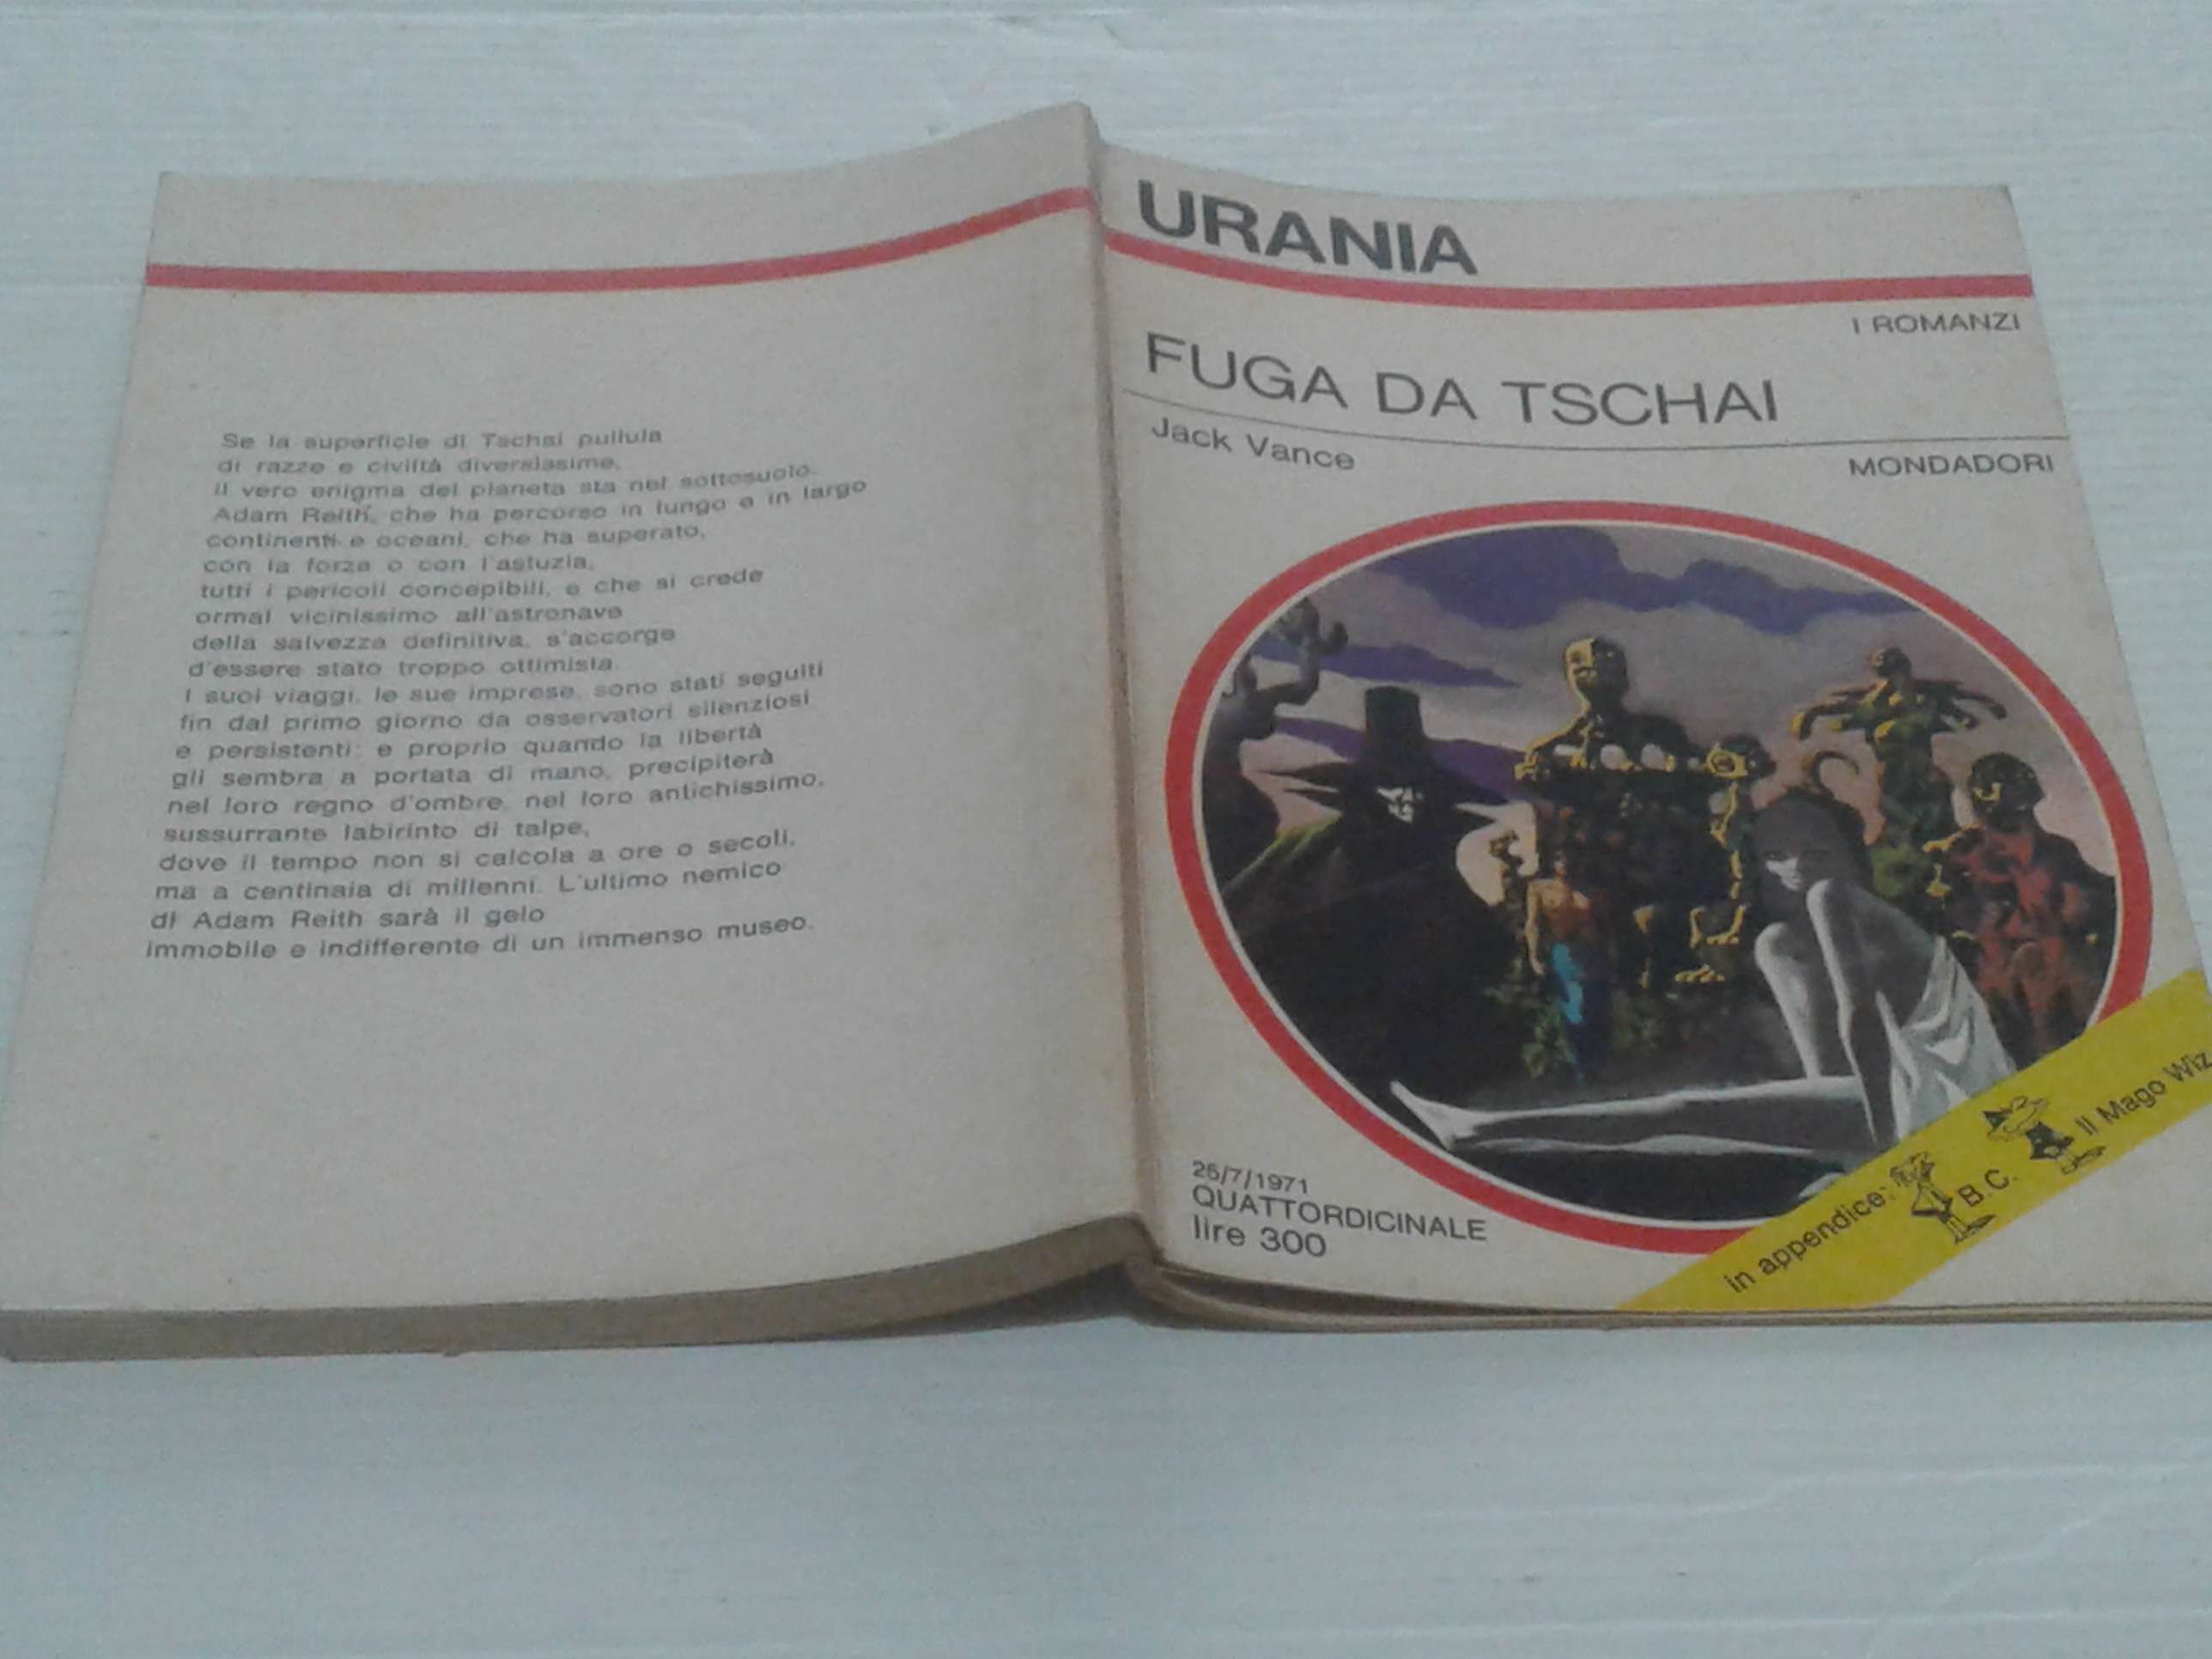 Se la superficie di Tschai pullula
di razze e civiltà diversissime,
il vero enigma del pianeta sta nel sottosuolo.
Adam Reith, che ha percorso in lungo e in largo
continenti e oceani, che ha superato,
con la forza o con l'astuzia,
tutti i pericoli concepibili, e che si crede
ormai vicinissimo all'astronave
della salvezza definitiva, s'accorge
d'essere stato troppo ottimista.
I suoi viaggi, le sue imprese, sono stati seguiti
fin dal primo giorno da osservatori silenziosi
e persistenti: e proprio quando la libertà
gli sembra a portata di mano, precipiterà
nel loro regno d'ombre, nel loro antichissimo,
sussurrante labirinto di talpe,
dove il tempo non si calcola a ore o secoli,
ma a centinaia di millenni. L'ultimo nemico
di Adam Reith sarà il gelo
immobile e indifferente di un immenso museo.
URANIA
I ROMANZI
FUGA DA TSCHAI
Jack Vance
MONDADORI
25/7/1971
QUATTORDICINALE
lire 300
in appendice: B.C. Il Mago Wiz